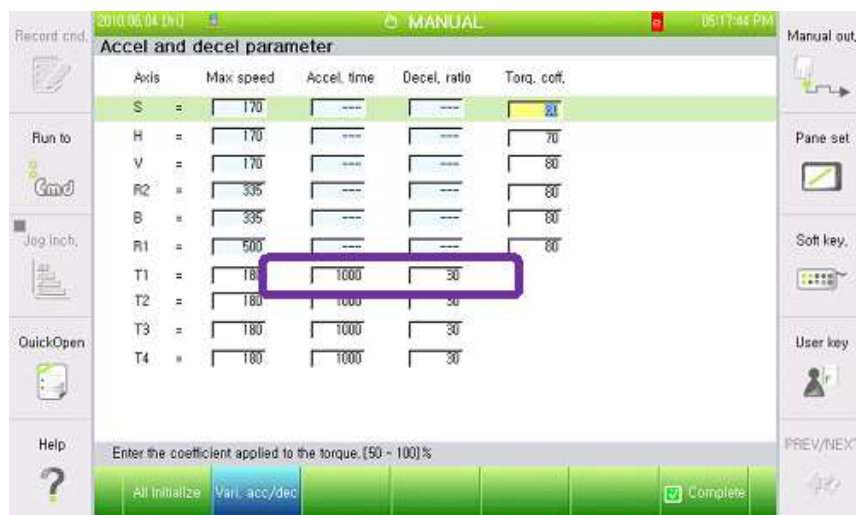 2010.06.04 [fri] MANUAL 05:17:44 PM
Accel and decel parameter
Axis Max speed Accel, time Decel, ratio Torq, coff,
S = 170 --- --- 80
H = 170 --- --- 70
V = 170 --- --- 80
R2 = 335 --- --- 80
B = 335 --- --- 80
R1 = 500 --- --- 80
T1 = 180 1000 30
T2 = 180 1000 30
T3 = 180 1000 30
T4 = 180 1000 30
Enter the coefficient applied to the torque, [50 ~ 100]%
All Initialize Vari, acc/dec Complete
Record cnd,
Run to
Cmd
Jog inch,
QuickOpen
Help
?
Manual out,
Pane set
Soft key,
User key
F
PREV/NEXT